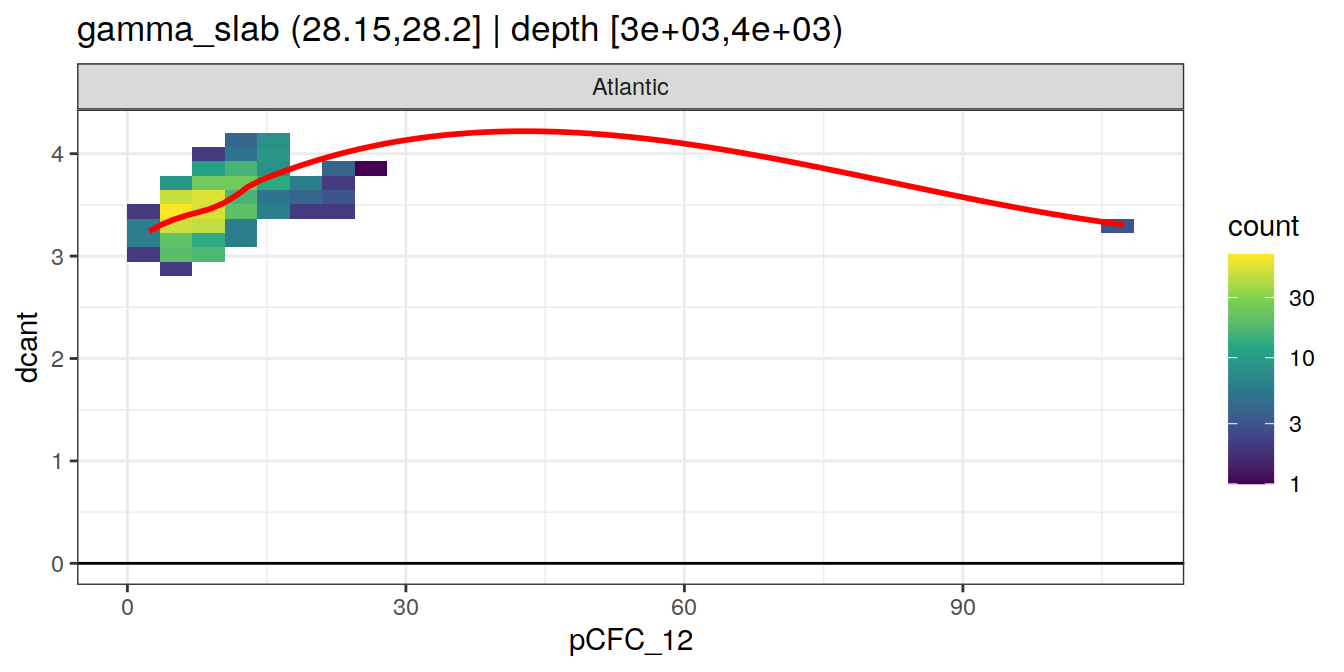 gamma_slab (28.15,28.2] | depth [3e+03,4e+03)
Atlantic
4
3
2
1
0
dcant
0 30 60 90
pCFC_12
count
30
10
3
1